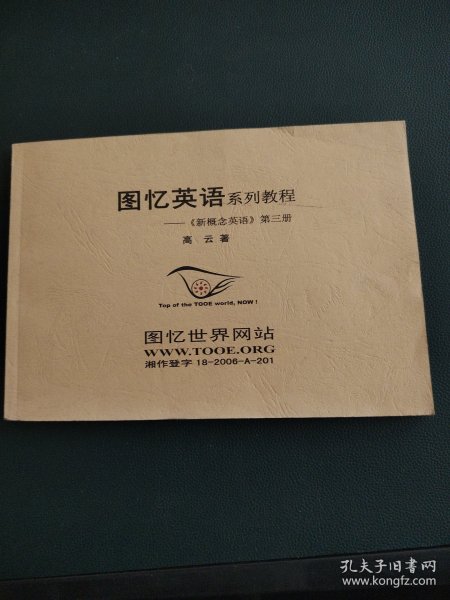 图忆英语系列教程
——《新概念英语》第三册
高 云 著
Top of the TOOE world, NOW!
图忆世界网站
WWW.TOOE.ORG
湘作登字 18-2006-A-201
孔夫子旧书网
www.kongfz.com